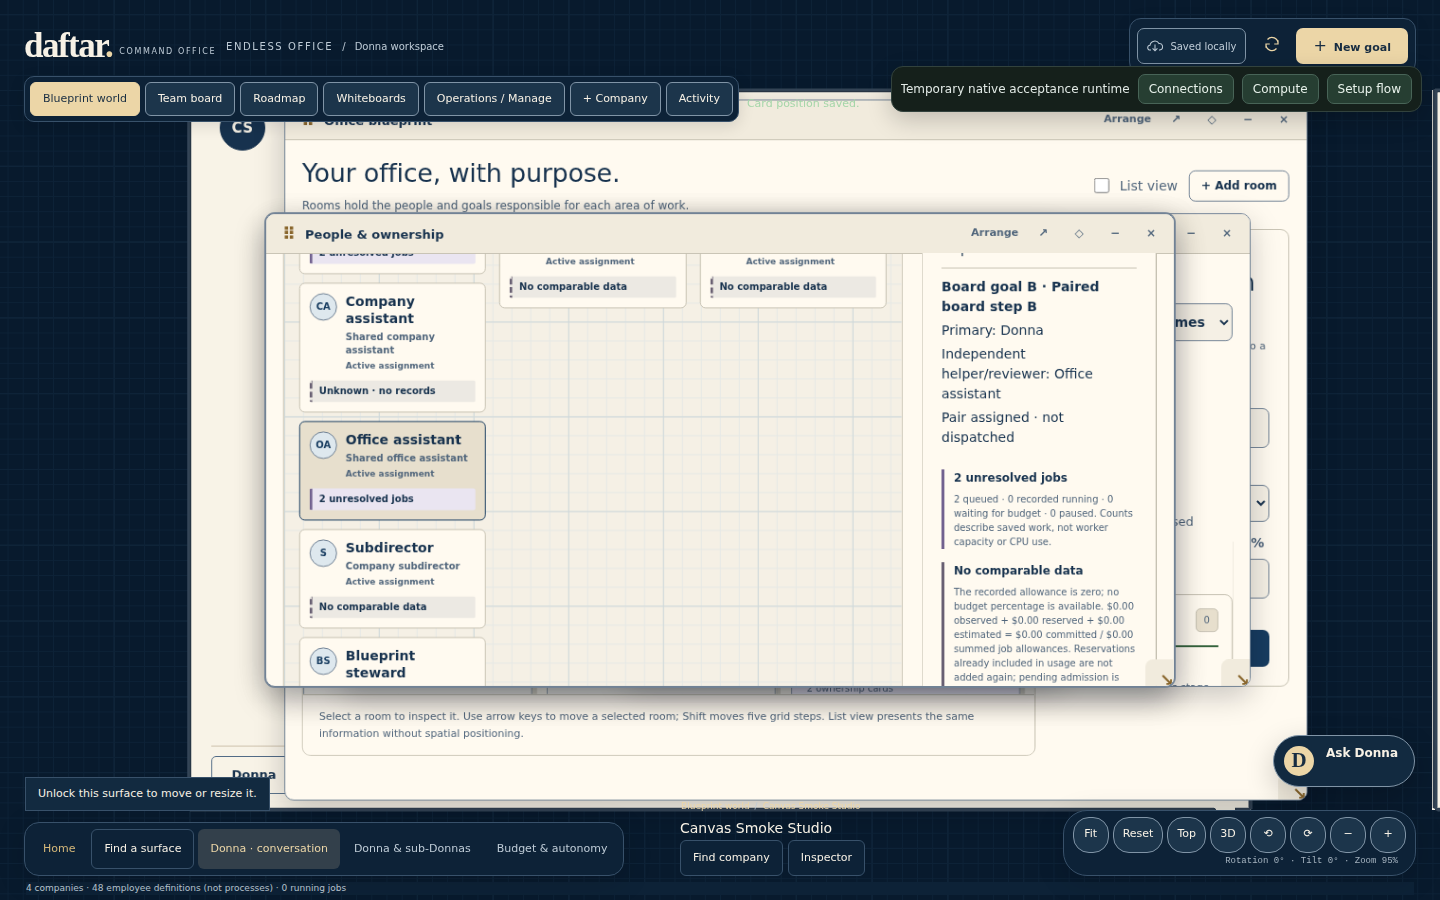 daftar. COMMAND OFFICE ENDLESS OFFICE / Donna workspace
Saved locally
+ New goal
Blueprint world
Team board
Roadmap
Whiteboards
Operations / Manage
+ Company
Activity
Card position saved.
Temporary native acceptance runtime
Connections
Compute
Setup flow
CS
Office blueprint
Arrange
Your office, with purpose.
Rooms hold the people and goals responsible for each area of work.
List view
+ Add room
People & ownership
Arrange
2 unresolved jobs
Active assignment
No comparable data
Active assignment
No comparable data
CA
Company
assistant
Shared company
assistant
Active assignment
Unknown · no records
OA
Office assistant
Shared office assistant
Active assignment
2 unresolved jobs
S
Subdirector
Company subdirector
Active assignment
No comparable data
BS
Blueprint
steward
Board goal B · Paired
board step B
Primary: Donna
Independent
helper/reviewer: Office
assistant
Pair assigned · not
dispatched
2 unresolved jobs
2 queued · 0 recorded running · 0
waiting for budget · 0 paused. Counts
describe saved work, not worker
capacity or CPU use.
No comparable data
The recorded allowance is zero; no
budget percentage is available. $0.00
observed + $0.00 reserved + $0.00
estimated = $0.00 committed / $0.00
summed job allowances. Reservations
already included in usage are not
added again; pending admission is
mes
o a
sed
%
0
2 ownership cards
Select a room to inspect it. Use arrow keys to move a selected room; Shift moves five grid steps. List view presents the same
information without spatial positioning.
Donna
Unlock this surface to move or resize it.
D
Ask Donna
Home
Find a surface
Donna · conversation
Donna & sub-Donnas
Budget & autonomy
Canvas Smoke Studio
Find company
Inspector
Fit
Reset
Top
3D
Rotation 0° · Tilt 0° · Zoom 95%
4 companies · 48 employee definitions (not processes) · 0 running jobs